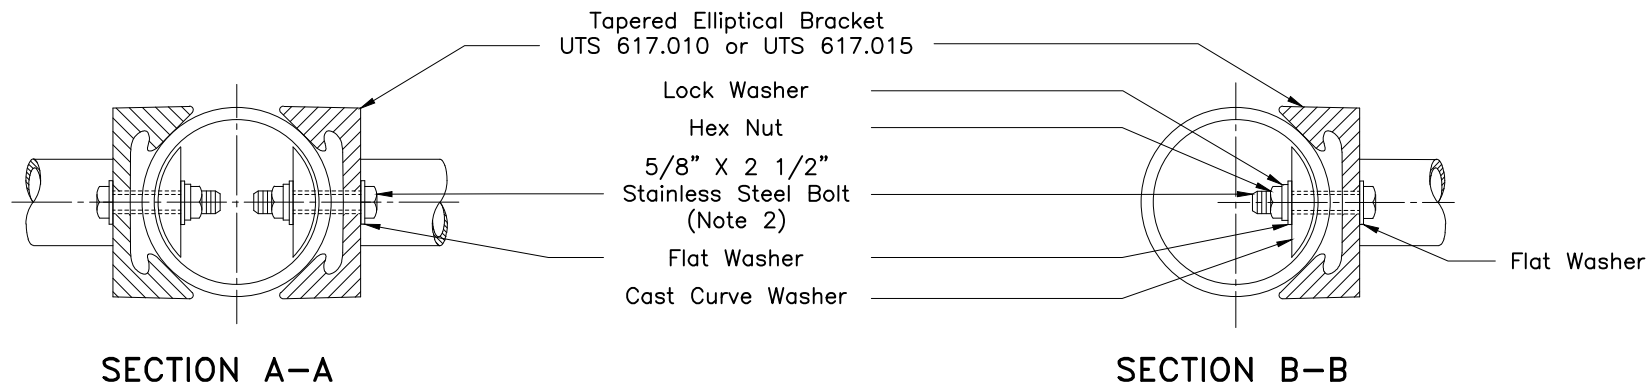 Tapered Elliptical Bracket
UTS 617.010 or UTS 617.015
Lock Washer
Hex Nut
5/8” X 2 1/2”
Stainless Steel Bolt
(Note 2)
Flat Washer
Flat Washer
Cast Curve Washer
SECTION A-A
SECTION B-B